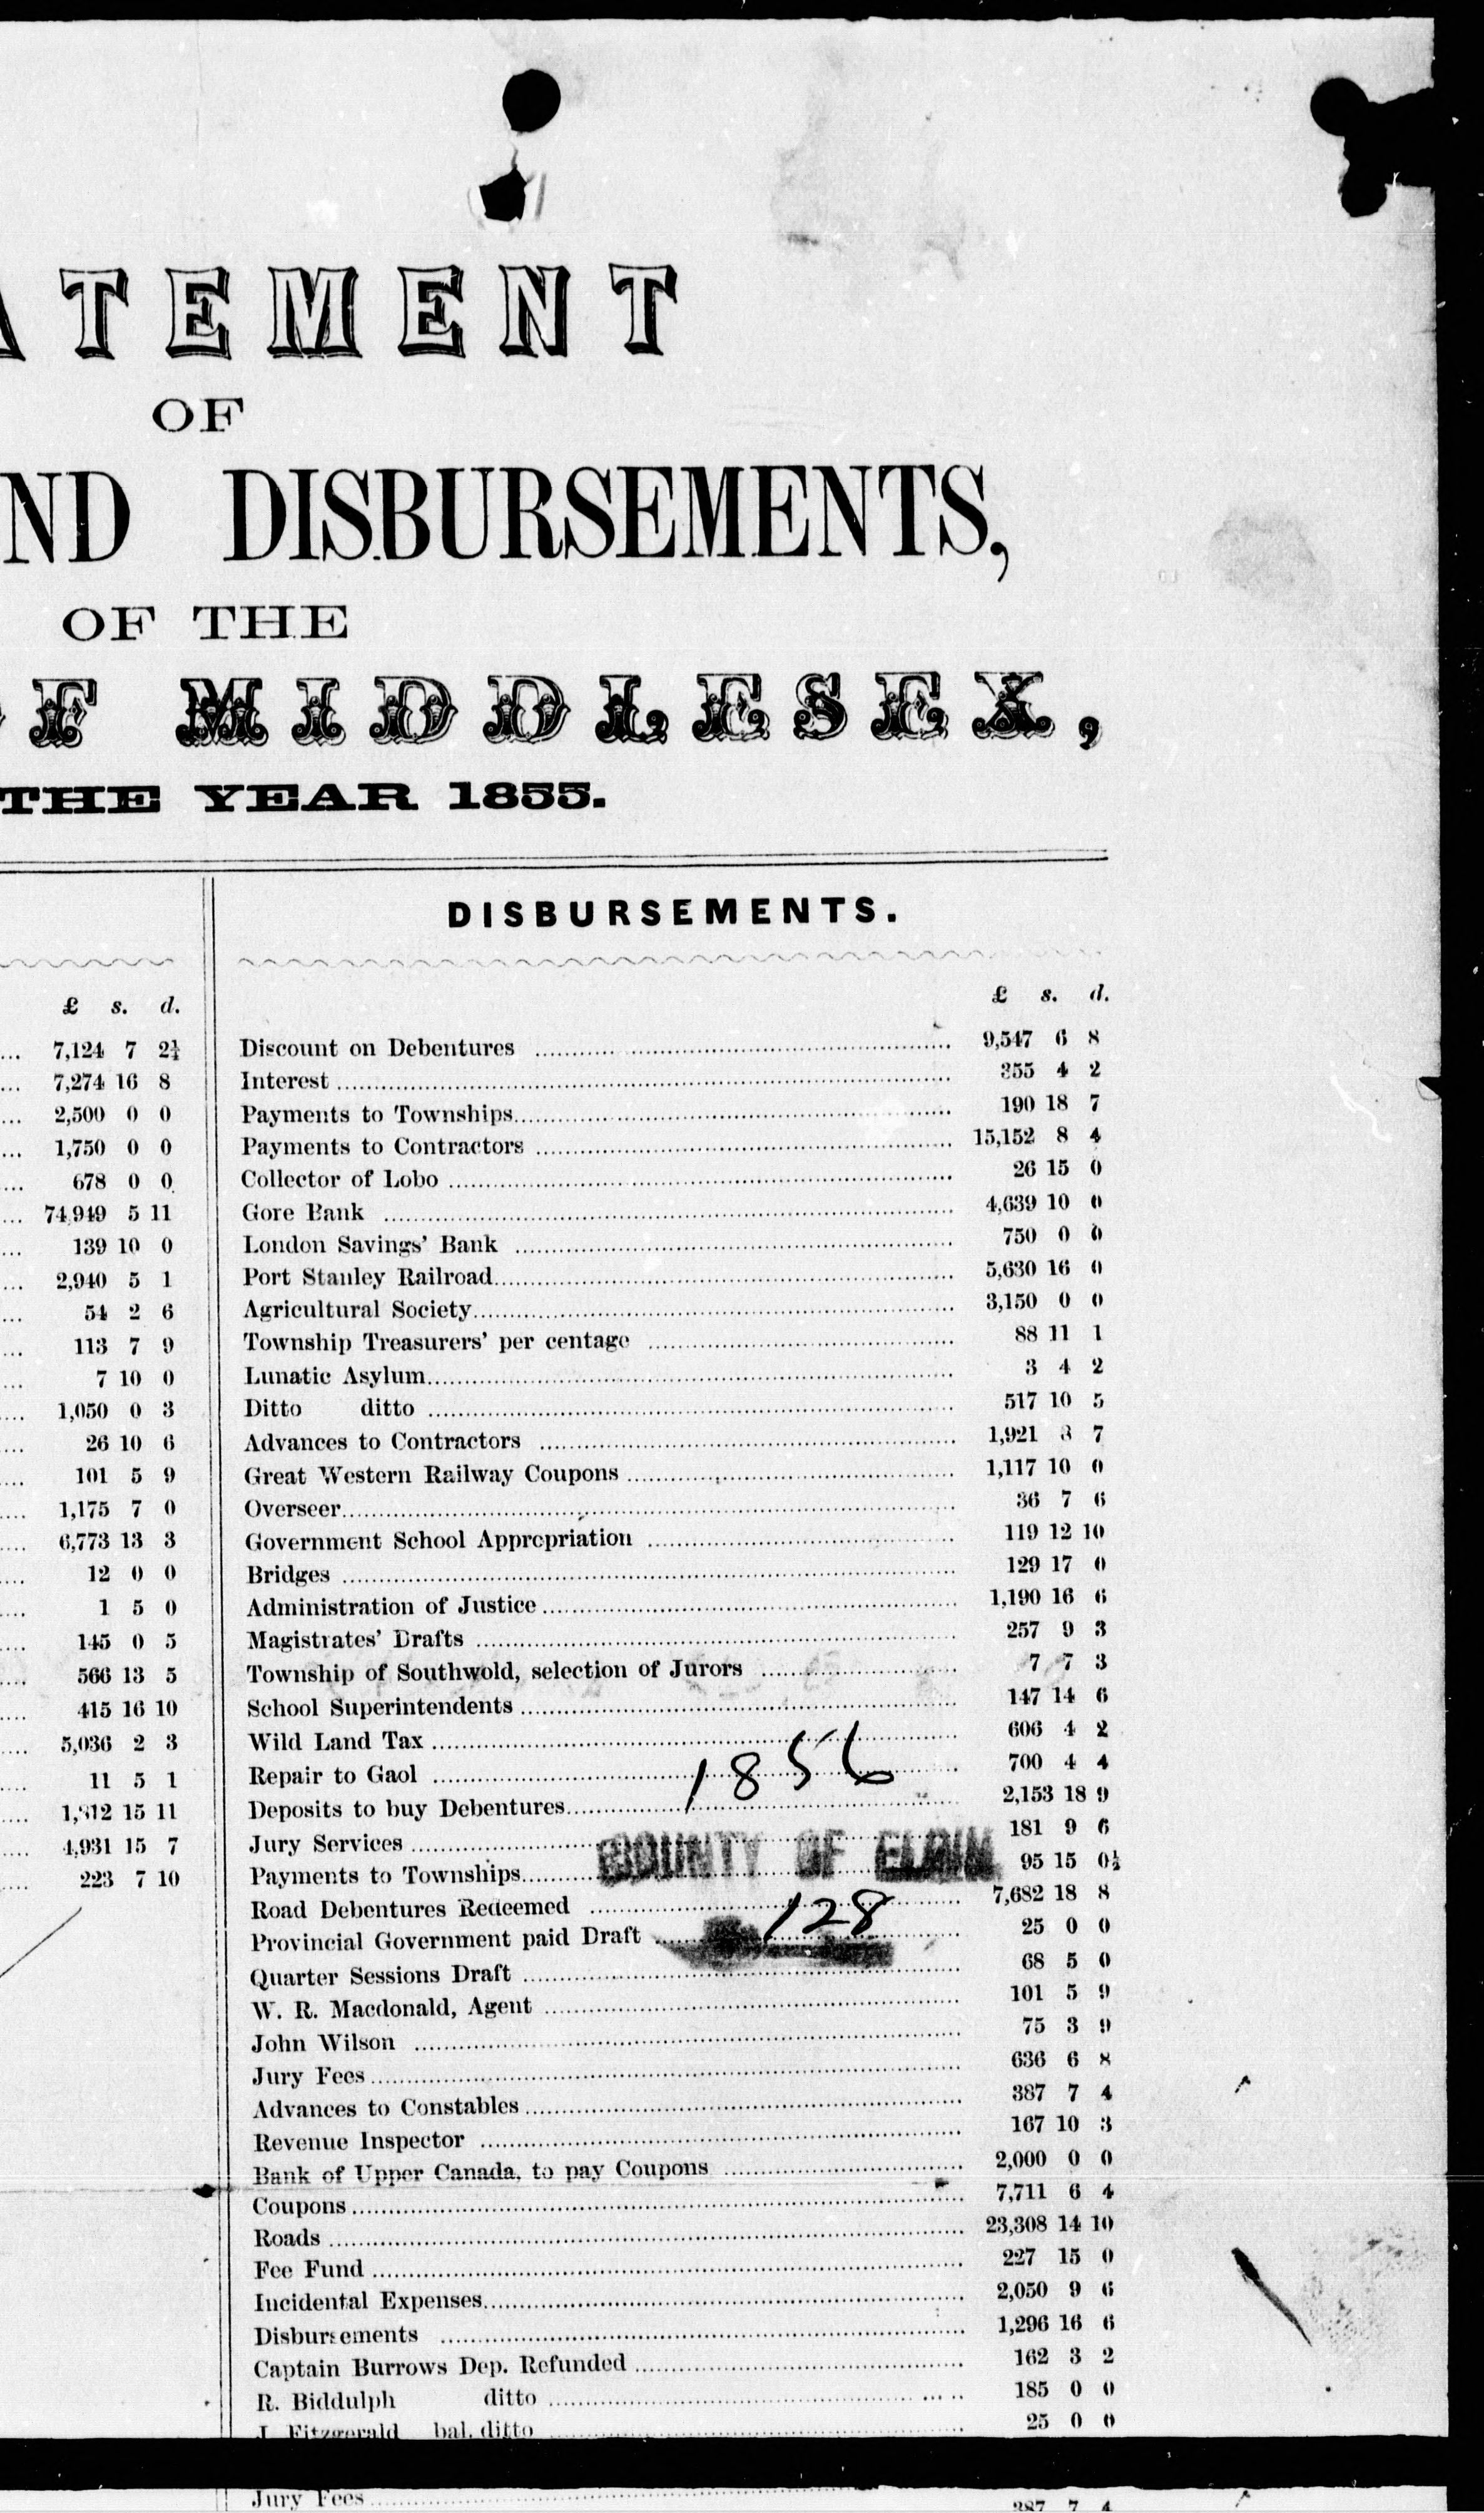 ATEMENT
OF
ND DISBURSEMENTS,
OF THE
OF MIDDLESEX,
THE YEAR 1855.
£ s. d.
... 7,124 7 2¼
... 7,274 16 8
... 2,500 0 0
... 1,750 0 0
... 678 0 0
... 74,949 5 11
... 139 10 0
... 2,940 5 1
... 54 2 6
... 113 7 9
... 7 10 0
... 1,050 0 3
... 26 10 6
... 101 5 9
... 1,175 7 0
... 6,773 13 3
... 12 0 0
... 1 5 0
... 145 0 5
... 566 13 5
... 415 16 10
... 5,036 2 3
... 11 5 1
... 1,812 15 11
... 4,931 15 7
... 223 7 10
DISBURSEMENTS.
£ s. d.
Discount on Debentures ... 9,547 6 8
Interest ... 355 4 2
Payments to Townships... 190 18 7
Payments to Contractors ... 15,152 8 4
Collector of Lobo ... 26 15 0
Gore Bank ... 4,639 10 0
London Savings' Bank ... 750 0 0
Port Stanley Railroad... 5,630 16 0
Agricultural Society... 3,150 0 0
Township Treasurers' per centage ... 88 11 1
Lunatic Asylum... 3 4 2
Ditto ditto ... 517 10 5
Advances to Contractors ... 1,921 3 7
Great Western Railway Coupons ... 1,117 10 0
Overseer... 36 7 6
Government School Appropriation ... 119 12 10
Bridges ... 129 17 0
Administration of Justice ... 1,190 16 6
Magistrates' Drafts ... 257 9 3
Township of Southwold, selection of Jurors ... 7 7 3
School Superintendents ... 147 14 6
Wild Land Tax ... 606 4 2
Repair to Gaol ... 700 4 4
1856
Deposits to buy Debentures... 2,153 18 9
Jury Services ... 181 9 6
COUNTY OF ELGIN
Payments to Townships... 95 15 0½
Road Debentures Redeemed ... 7,682 18 8
128
Provincial Government paid Draft ... 25 0 0
Quarter Sessions Draft ... 68 5 0
W. R. Macdonald, Agent ... 101 5 9
John Wilson ... 75 3 9
Jury Fees ... 636 6 8
Advances to Constables ... 387 7 4
Revenue Inspector ... 167 10 3
Bank of Upper Canada, to pay Coupons ... 2,000 0 0
Coupons ... 7,711 6 4
Roads ... 23,308 14 10
Fee Fund ... 227 15 0
Incidental Expenses... 2,050 9 6
Disbursements ... 1,296 16 6
Captain Burrows Dep. Refunded ... 162 3 2
R. Biddulph ditto ... 185 0 0
J. Fitzgerald bal. ditto ... 25 0 0
Jury Fees ... 387 7 4